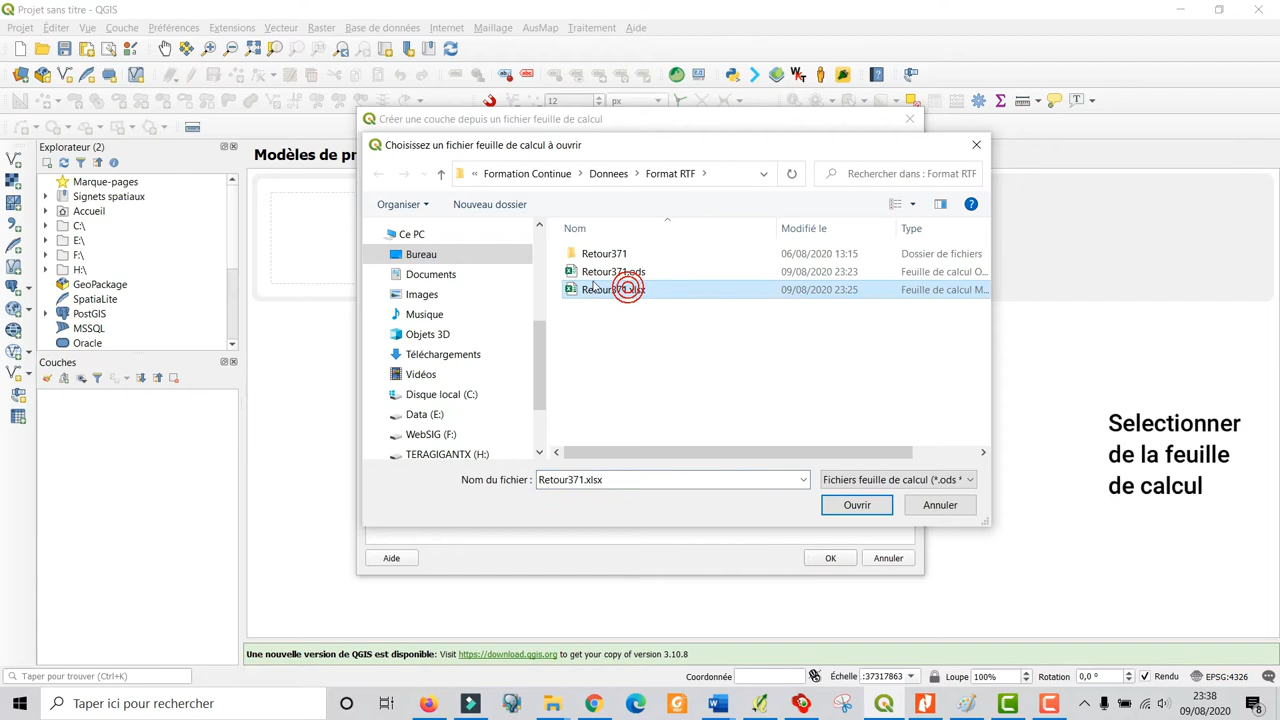 Projet sans titre - QGIS
Projet Éditer Vue Couche Préférences Extensions Vecteur Raster Base de données Internet Maillage AusMap Traitement Aide
12 px
Explorateur (2)
Marque-pages
Signets spatiaux
Accueil
C:\
E:\
F:\
H:\
GeoPackage
SpatiaLite
PostGIS
MSSQL
Oracle
Couches
Modèles de pr
Créer une couche depuis un fichier feuille de calcul
Choisissez un fichier feuille de calcul à ouvrir
« Formation Continue > Donnees > Format RTF >
Rechercher dans : Format RTF
Organiser Nouveau dossier
Ce PC
Bureau
Documents
Images
Musique
Objets 3D
Téléchargements
Vidéos
Disque local (C:)
Data (E:)
WebSIG (F:)
TERAGIGANTX (H:)
Nom Modifié le Type
Retour371 06/08/2020 13:15 Dossier de fichiers
Retour371.ods 09/08/2020 23:23 Feuille de calcul O...
Retour371.xlsx 09/08/2020 23:25 Feuille de calcul M...
Nom du fichier : Retour371.xlsx Fichiers feuille de calcul (*.ods *
Ouvrir Annuler
Aide OK Annuler
Selectionner
de la feuille
de calcul
Une nouvelle version de QGIS est disponible: Visit https://download.qgis.org to get your copy of version 3.10.8
Taper pour trouver (Ctrl+K) Coordonnée Échelle :37317863 Loupe 100% Rotation 0,0 ° Rendu EPSG:4326
Taper ici pour rechercher
23:38
09/08/2020
8